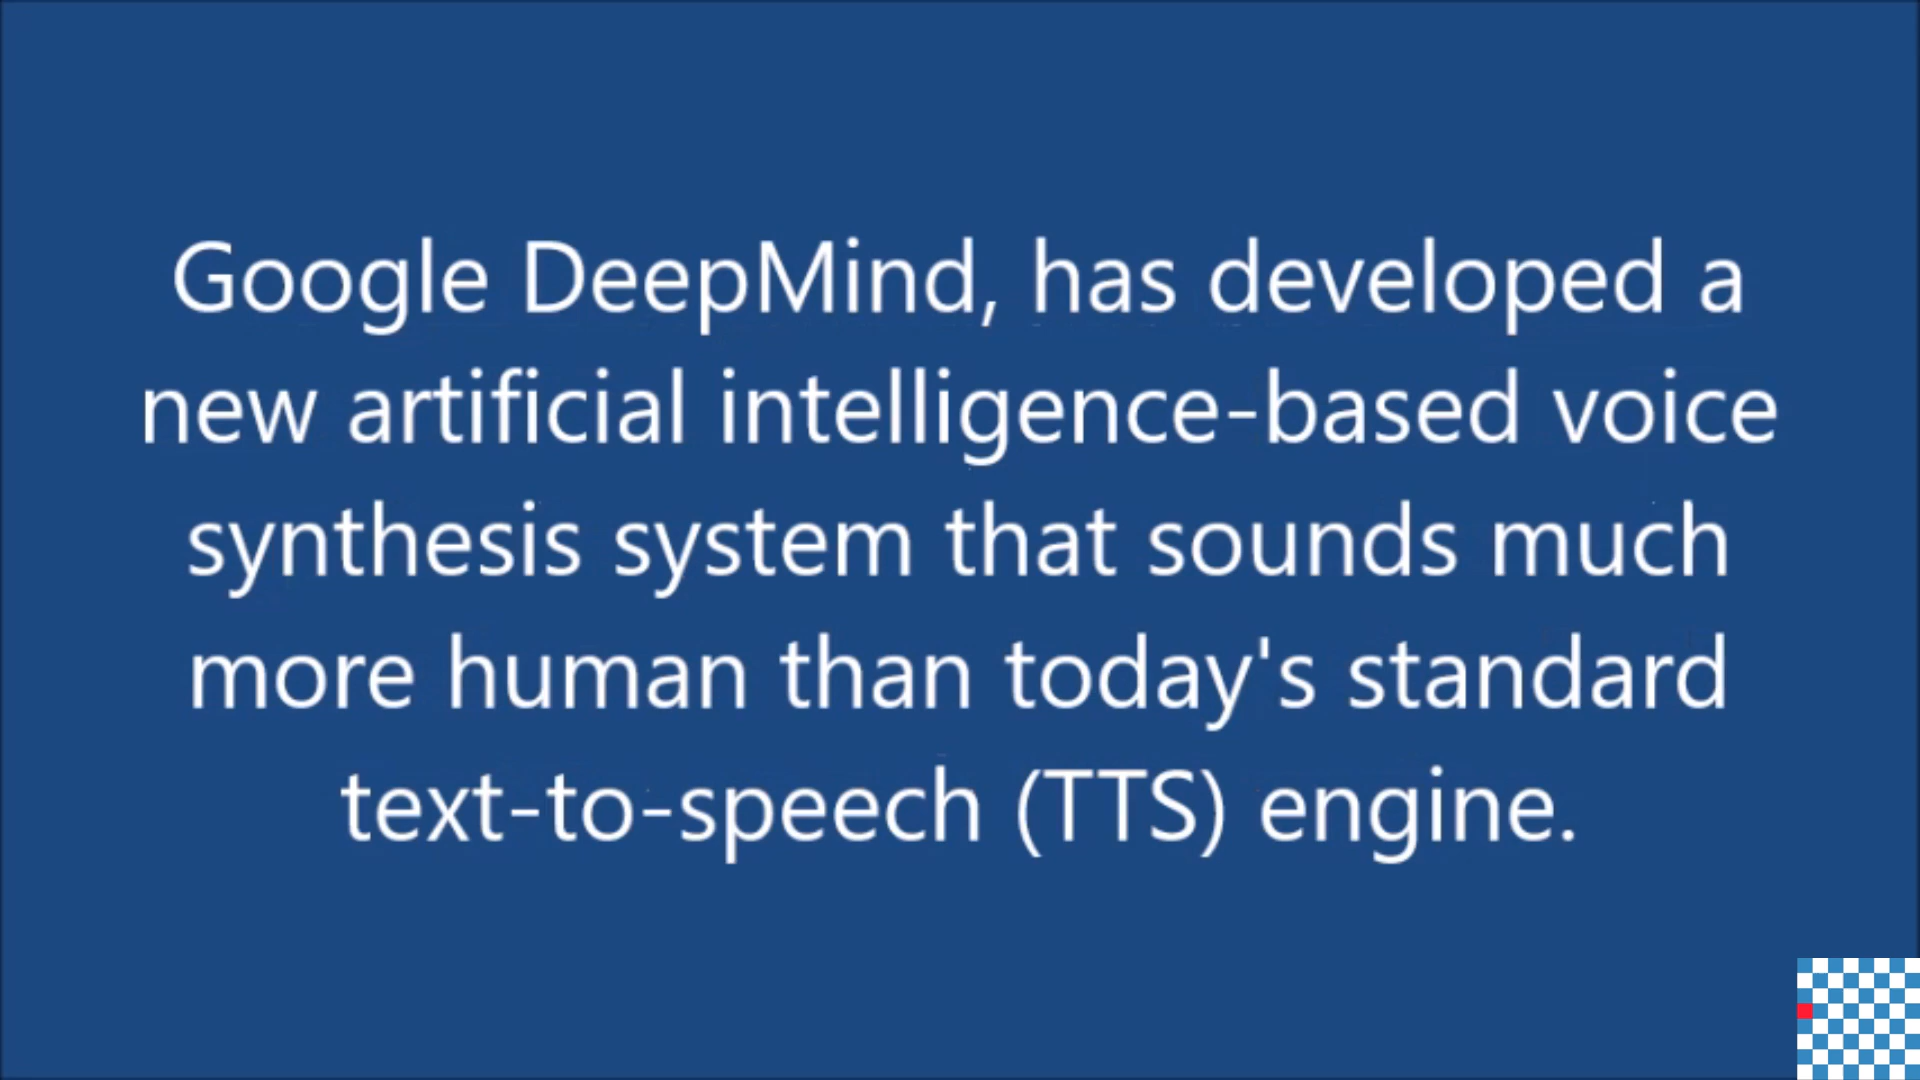 Google DeepMind, has developed a
new artificial intelligence-based voice
synthesis system that sounds much
more human than today's standard
text-to-speech (TTS) engine.